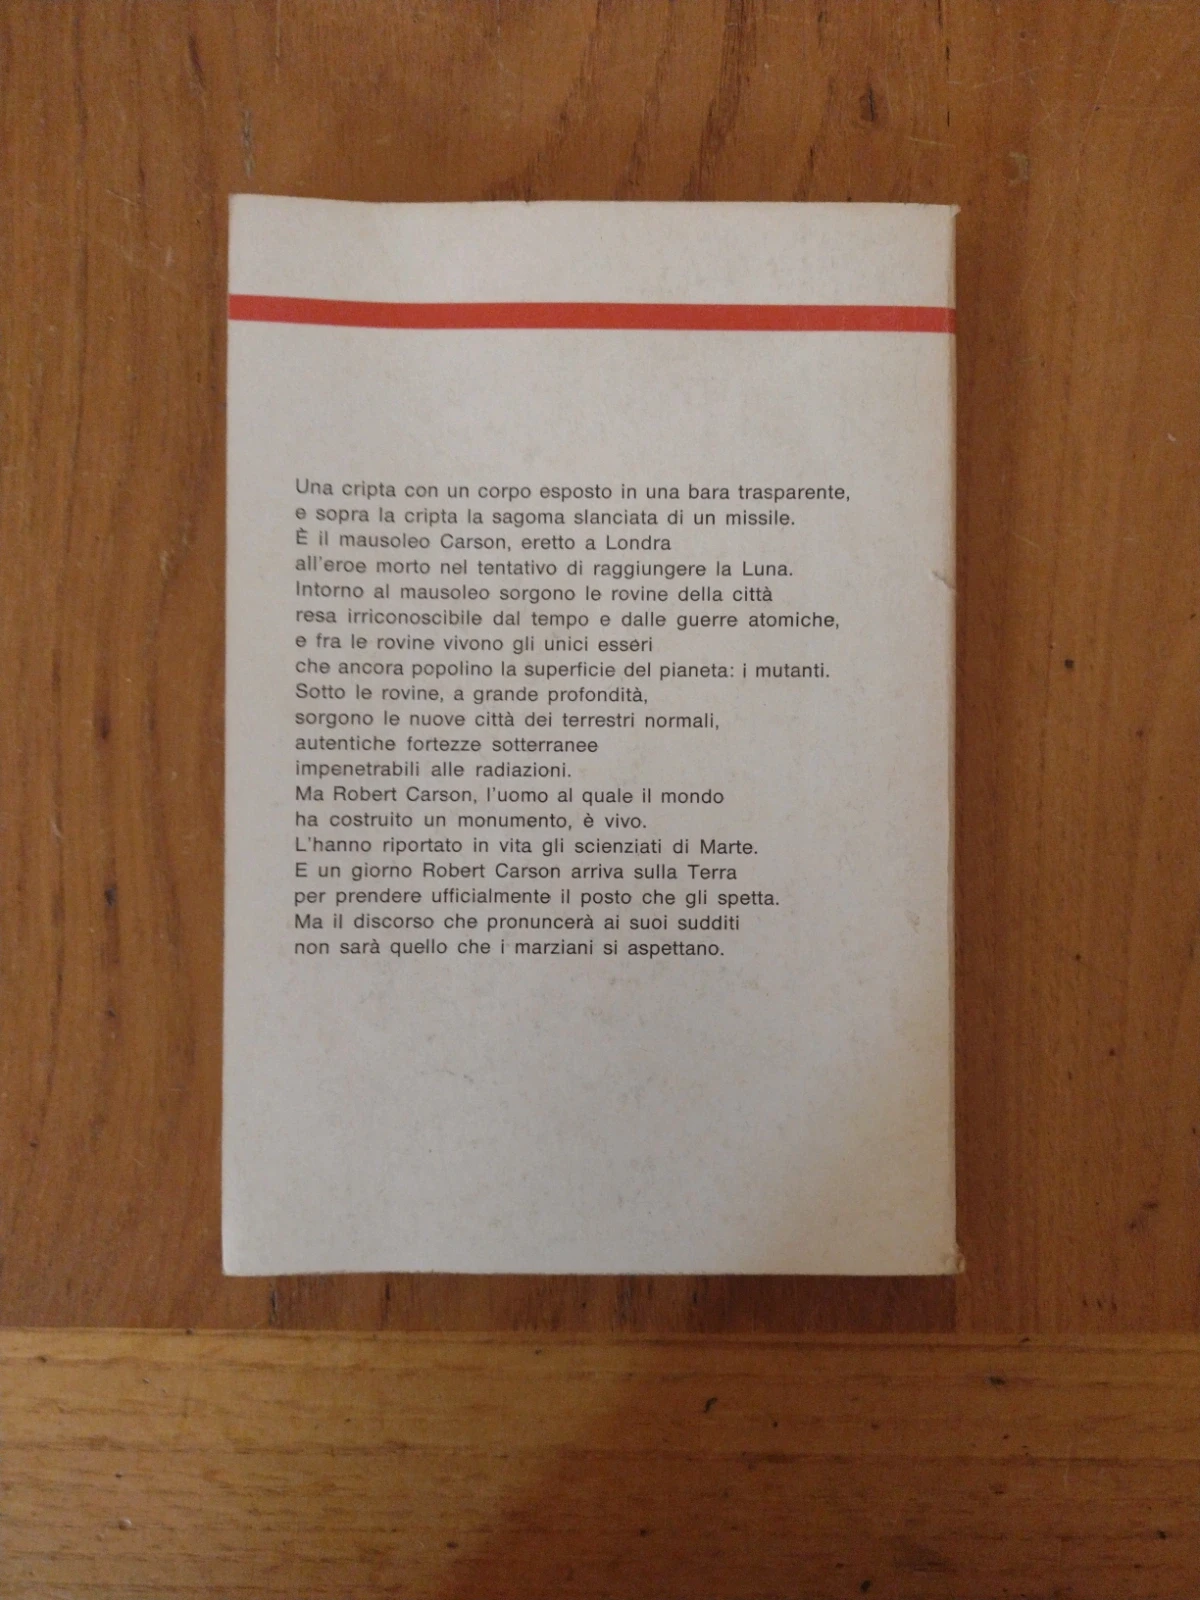 Una cripta con un corpo esposto in una bara trasparente,
e sopra la cripta la sagoma slanciata di un missile.
È il mausoleo Carson, eretto a Londra
all'eroe morto nel tentativo di raggiungere la Luna.
Intorno al mausoleo sorgono le rovine della città
resa irriconoscibile dal tempo e dalle guerre atomiche,
e fra le rovine vivono gli unici esseri
che ancora popolino la superficie del pianeta: i mutanti.
Sotto le rovine, a grande profondità,
sorgono le nuove città dei terrestri normali,
autentiche fortezze sotterranee
impenetrabili alle radiazioni.
Ma Robert Carson, l'uomo al quale il mondo
ha costruito un monumento, è vivo.
L'hanno riportato in vita gli scienziati di Marte.
E un giorno Robert Carson arriva sulla Terra
per prendere ufficialmente il posto che gli spetta.
Ma il discorso che pronuncerà ai suoi sudditi
non sarà quello che i marziani si aspettano.